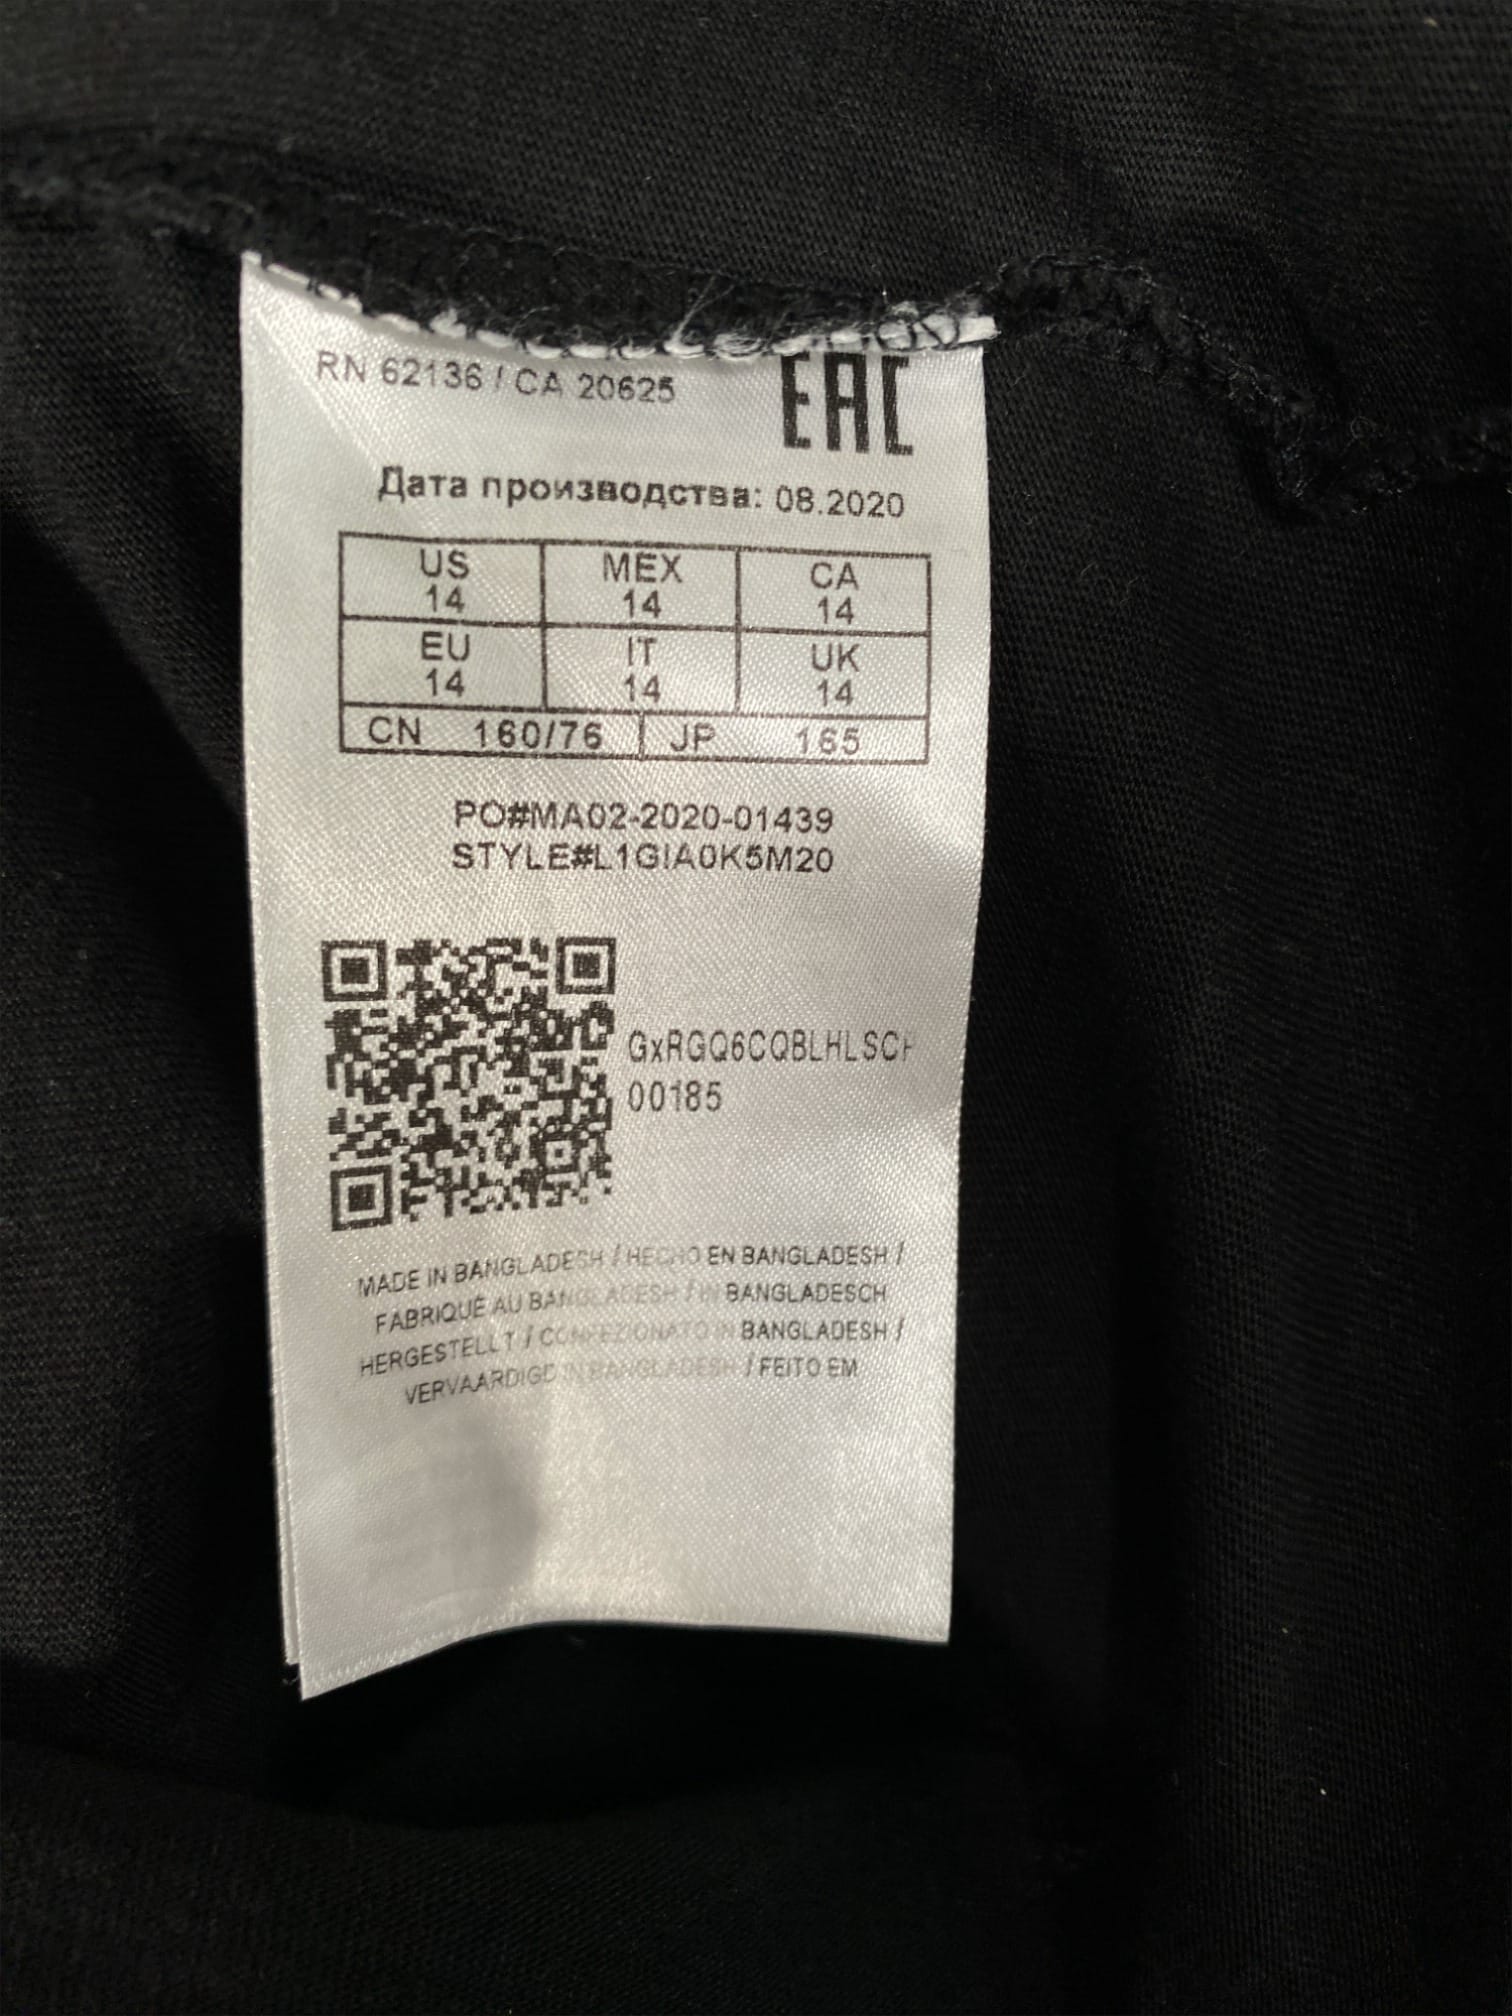 RN 62136 / CA 20625
EAC
Дата производства: 08.2020
US MEX CA
14 14 14
EU IT UK
14 14 14
CN 160/76 JP 165
PO#MA02-2020-01439
STYLE#L1GIA0K5M20
GxRGQ6CQBLHLSCH
00185
MADE IN BANGLADESH / HECHO EN BANGLADESH /
FABRIQUÉ AU BANGLADESH / IN BANGLADESCH
HERGESTELLT / CONFEZIONATO IN BANGLADESH /
VERVAARDIGD IN BANGLADESH / FEITO EM